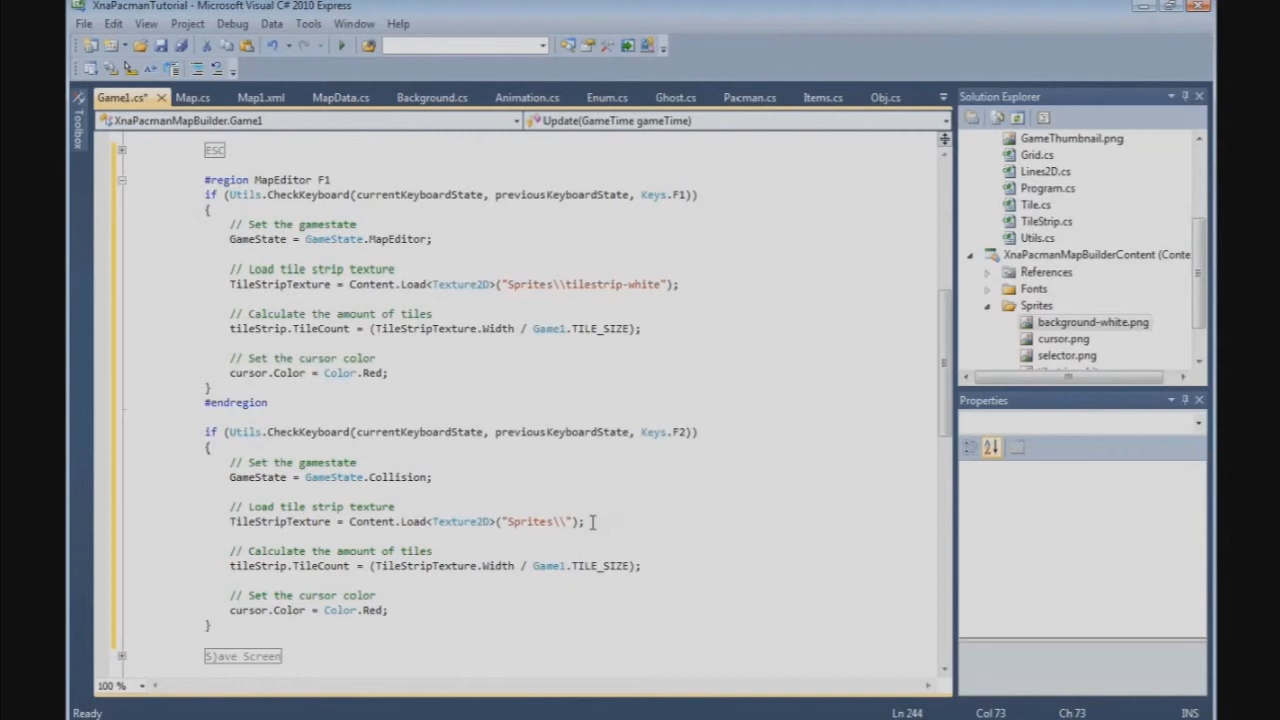 XnaPacmanTutorial - Microsoft Visual C# 2010 Express
File Edit View Project Debug Data Tools Window Help
Game1.cs* Map.cs Map1.xml MapData.cs Background.cs Animation.cs Enum.cs Ghost.cs Pacman.cs Items.cs Obj.cs
Solution Explorer
Toolbox
XnaPacmanMapBuilder.Game1
Update(GameTime gameTime)
GameThumbnail.png
Grid.cs
Lines2D.cs
Program.cs
Tile.cs
TileStrip.cs
Utils.cs
XnaPacmanMapBuilderContent (Conte
References
Fonts
Sprites
background-white.png
cursor.png
selector.png
Properties
ESC
#region MapEditor F1
if (Utils.CheckKeyboard(currentKeyboardState, previousKeyboardState, Keys.F1))
{
// Set the gamestate
GameState = GameState.MapEditor;
// Load tile strip texture
TileStripTexture = Content.Load<Texture2D>("Sprites\\tilestrip-white");
// Calculate the amount of tiles
tileStrip.TileCount = (TileStripTexture.Width / Game1.TILE_SIZE);
// Set the cursor color
cursor.Color = Color.Red;
}
#endregion
if (Utils.CheckKeyboard(currentKeyboardState, previousKeyboardState, Keys.F2))
{
// Set the gamestate
GameState = GameState.Collision;
// Load tile strip texture
TileStripTexture = Content.Load<Texture2D>("Sprites\\");
// Calculate the amount of tiles
tileStrip.TileCount = (TileStripTexture.Width / Game1.TILE_SIZE);
// Set the cursor color
cursor.Color = Color.Red;
}
S)ave Screen
100 %
Ready Ln 244 Col 73 Ch 73 INS